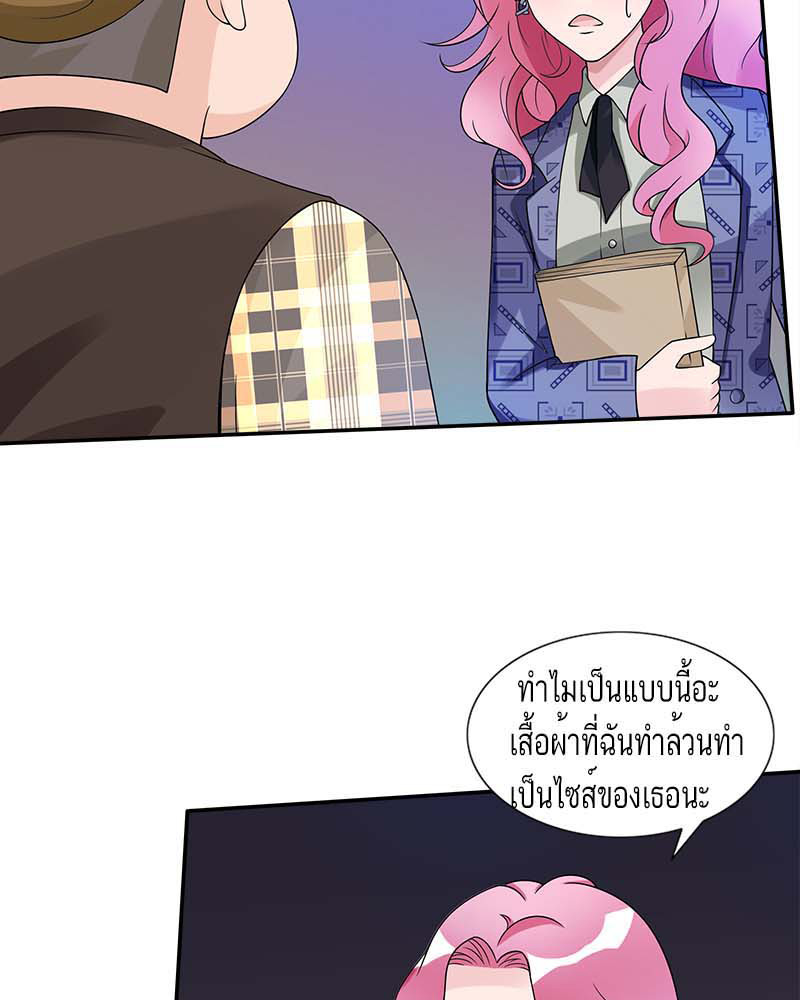 ทำไมเป็นแบบนี้อะ
เสื้อผ้าที่ฉันทำล้วนทำ
เป็นไซส์ของเธอนะ